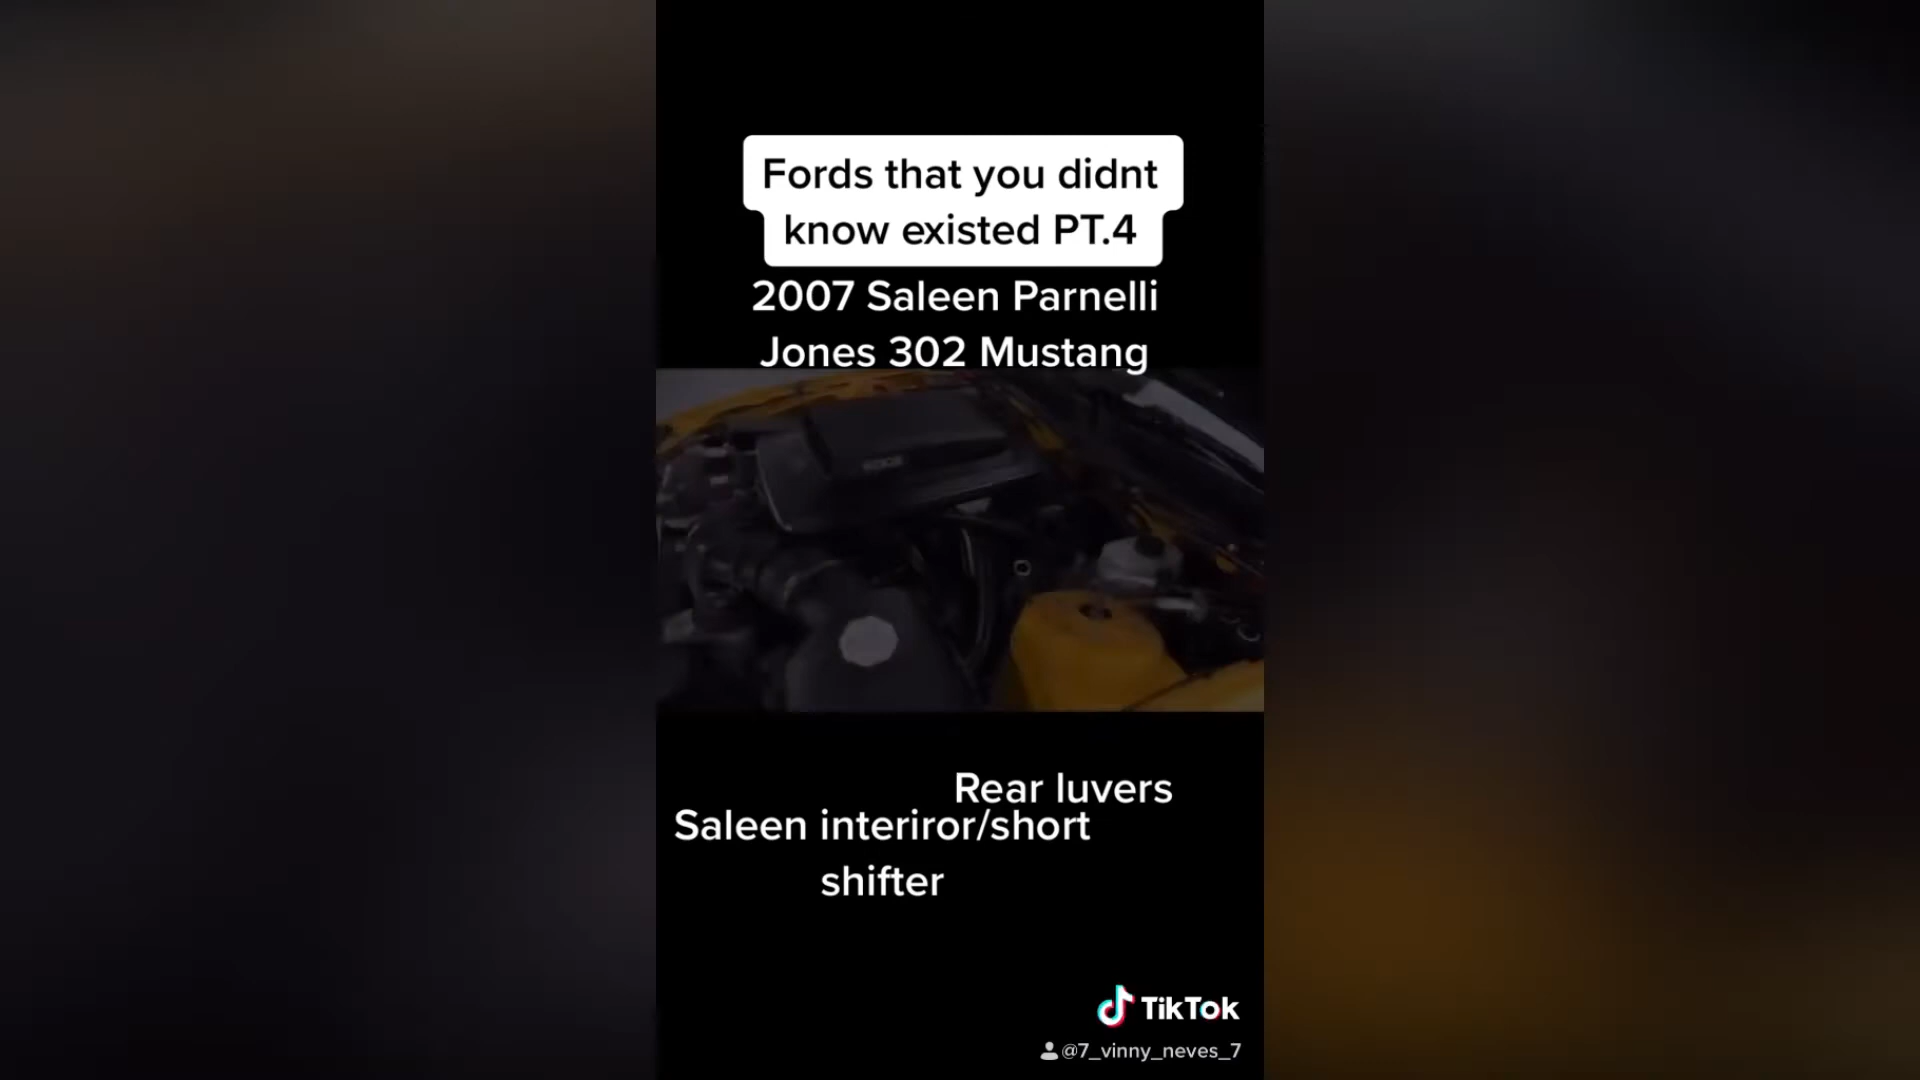 Fords that you didnt
know existed PT.4
2007 Saleen Parnelli
Jones 302 Mustang
Rear luvers
Saleen interiror/short
shifter
TikTok
@7_vinny_neves_7